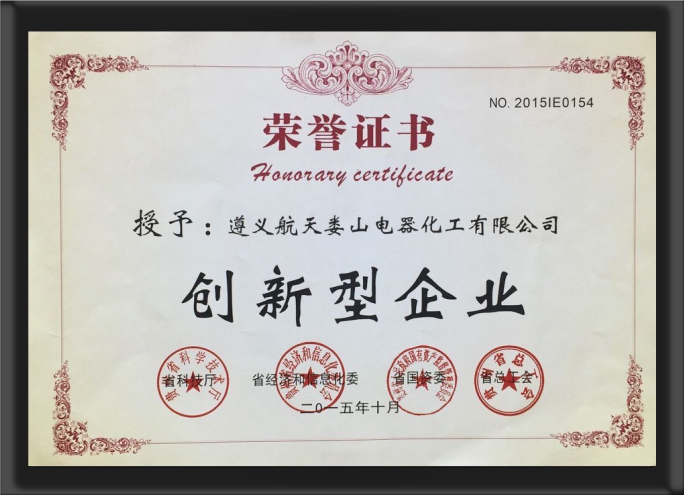 NO. 2015IE0154
荣誉证书
Honorary certificate
授予：遵义航天娄山电器化工有限公司
创新型企业
省科技厅 省经济和信息化委 省国资委 省总工会
二〇一五年十月